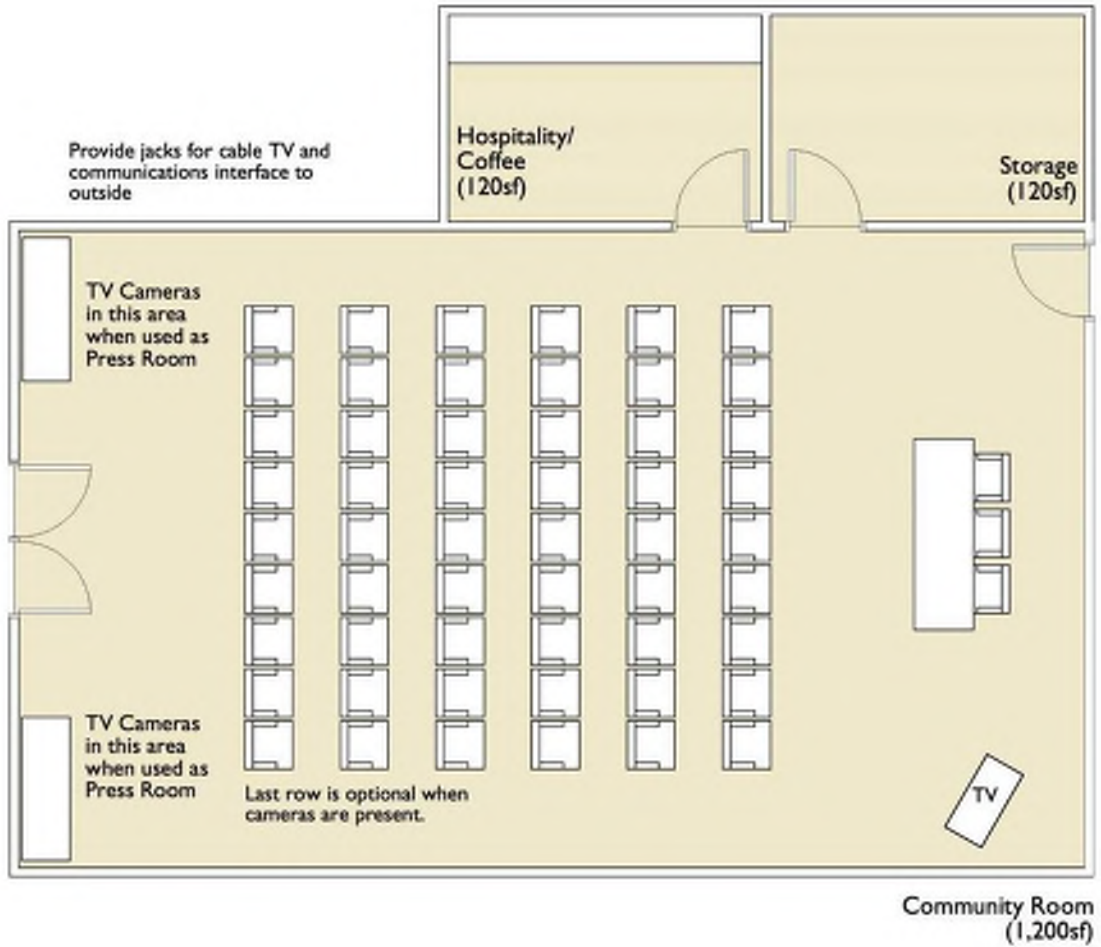 Hospitality/
Coffee
(120sf)
Storage
(120sf)
Provide jacks for cable TV and
communications interface to
outside
TV Cameras
in this area
when used as
Press Room
TV Cameras
in this area
when used as
Press Room
Last row is optional when
cameras are present.
TV
Community Room
(1,200sf)